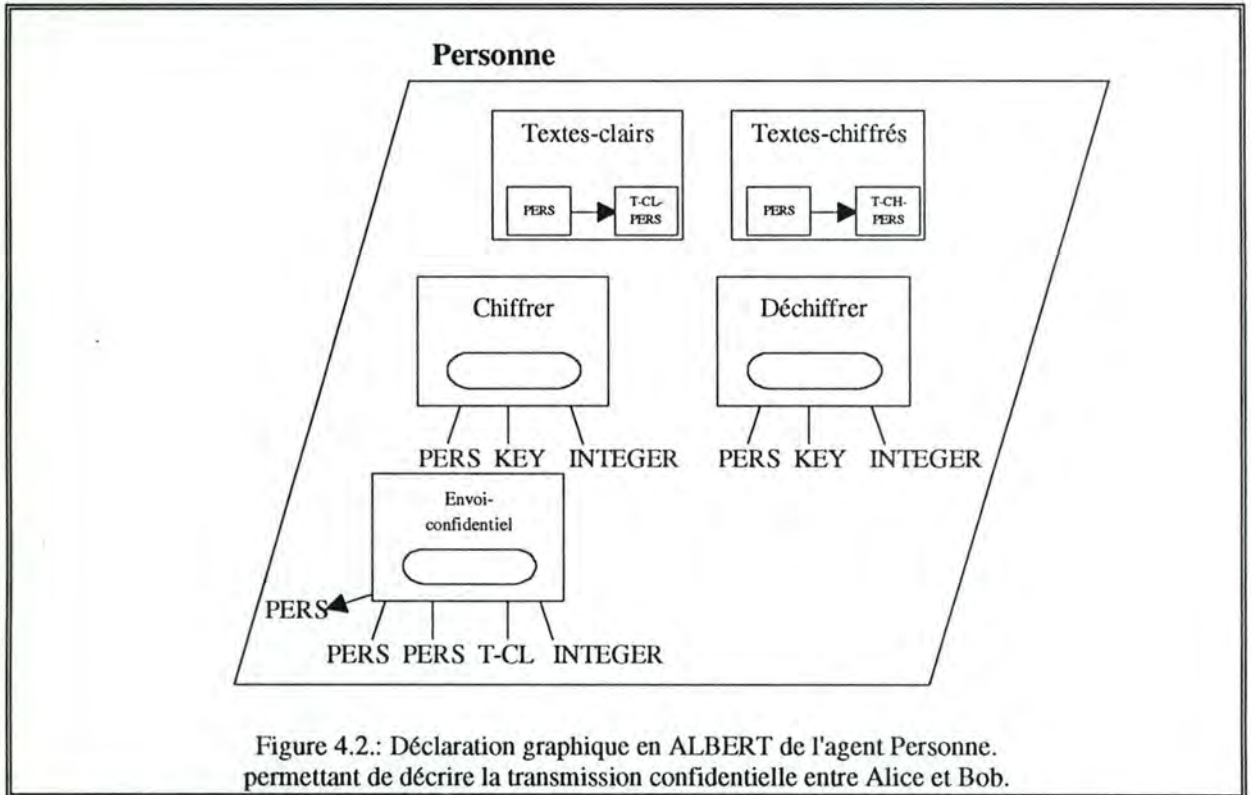 Personne
Textes-clairs Textes-chiffrés
PERS T-CL-PERS PERS T-CH-PERS
Chiffrer Déchiffrer
PERS KEY INTEGER PERS KEY INTEGER
Envoi-
confidentiel
PERS
PERS PERS T-CL INTEGER
Figure 4.2.: Déclaration graphique en ALBERT de l'agent Personne.
permettant de décrire la transmission confidentielle entre Alice et Bob.